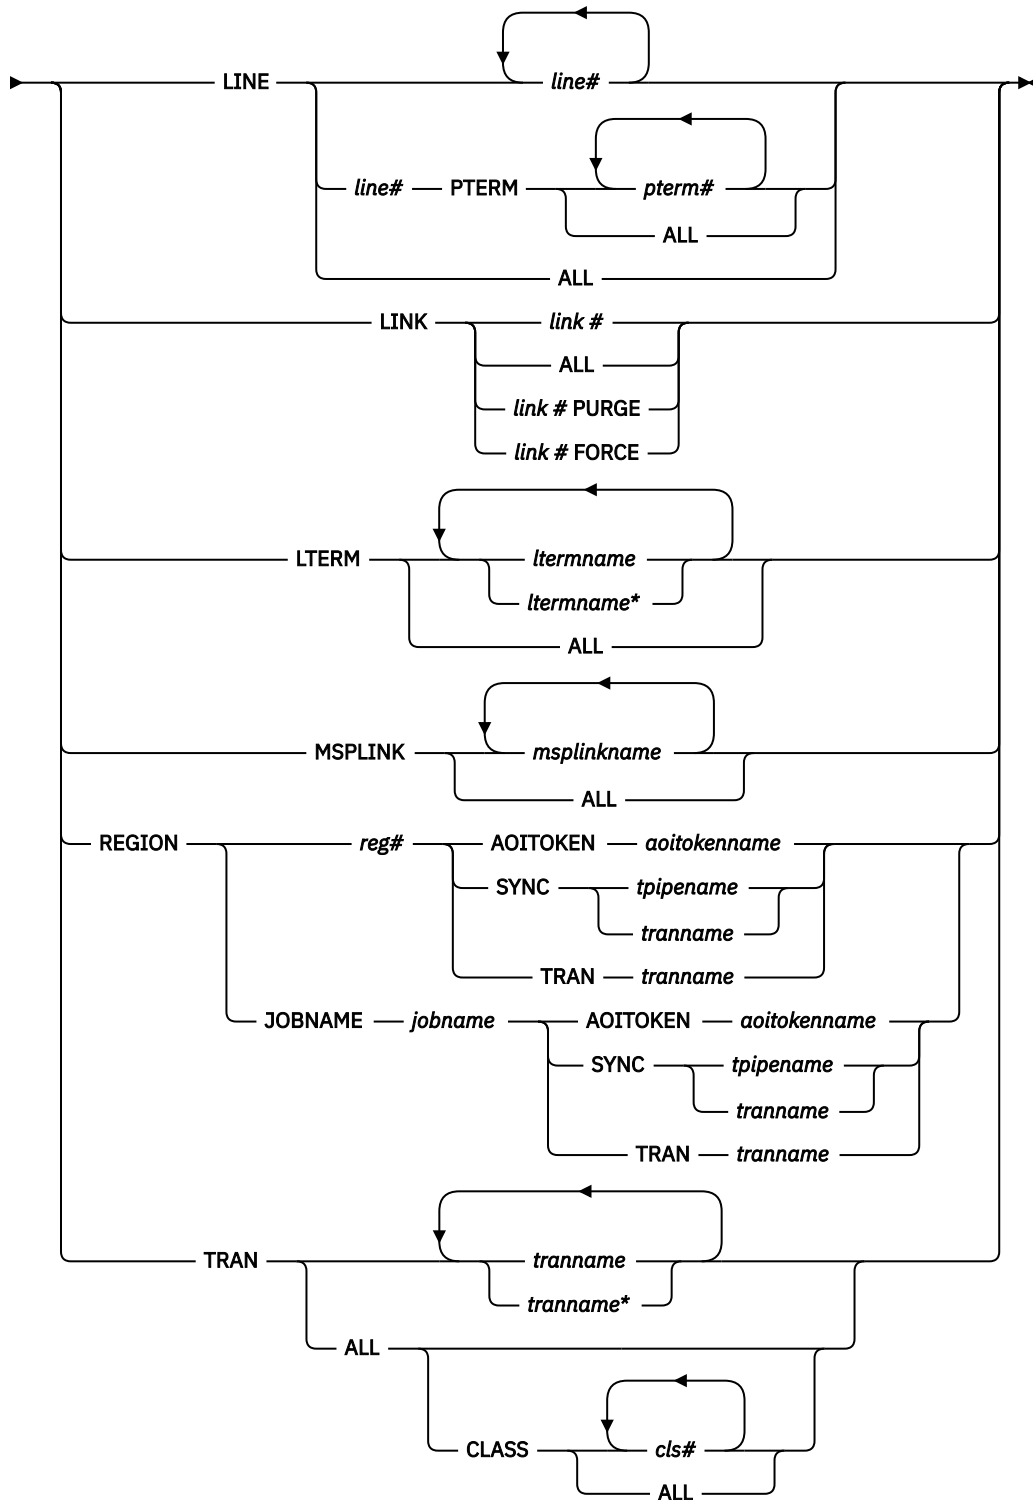 LINE line#
line# PTERM pterm#
ALL
ALL
LINK link #
ALL
link # PURGE
link # FORCE
LTERM ltermname
ltermname*
ALL
MSPLINK msplinkname
ALL
REGION reg# AOITOKEN aoitokenname
SYNC tpipename
tranname
TRAN tranname
JOBNAME jobname AOITOKEN aoitokenname
SYNC tpipename
tranname
TRAN tranname
TRAN tranname
tranname*
ALL
CLASS cls#
ALL